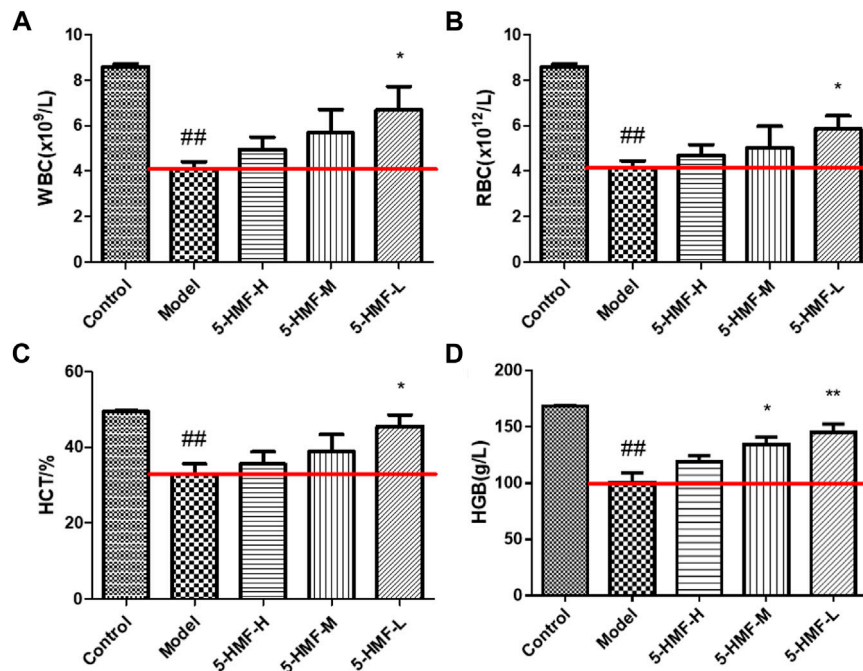 A
WBC(x10⁹/L)
10
8
6
4
2
0
##
*
Control
Model
5-HMF-H
5-HMF-M
5-HMF-L
B
RBC(x10¹²/L)
10
8
6
4
2
0
##
*
Control
Model
5-HMF-H
5-HMF-M
5-HMF-L
C
HCT/%
60
40
20
0
##
*
Control
Model
5-HMF-H
5-HMF-M
5-HMF-L
D
HGB(g/L)
200
150
100
50
0
##
*
**
Control
Model
5-HMF-H
5-HMF-M
5-HMF-L